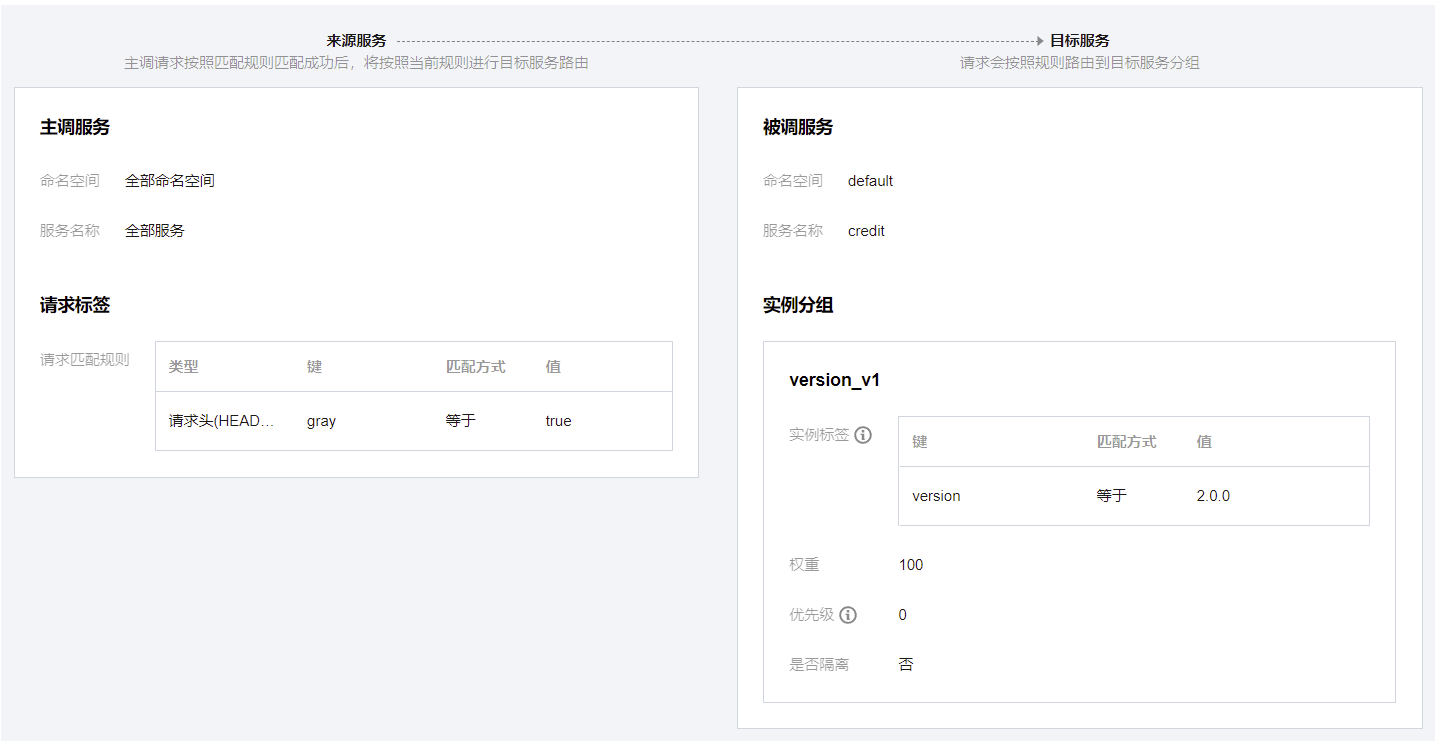 来源服务
目标服务
主调请求按照匹配规则匹配成功后，将按照当前规则进行目标服务路由
请求会按照规则路由到目标服务分组
主调服务
命名空间 全部命名空间
服务名称 全部服务
请求标签
请求匹配规则
类型 键 匹配方式 值
请求头(HEAD... gray 等于 true
被调服务
命名空间 default
服务名称 credit
实例分组
version_v1
实例标签
键 匹配方式 值
version 等于 2.0.0
权重 100
优先级 0
是否隔离 否